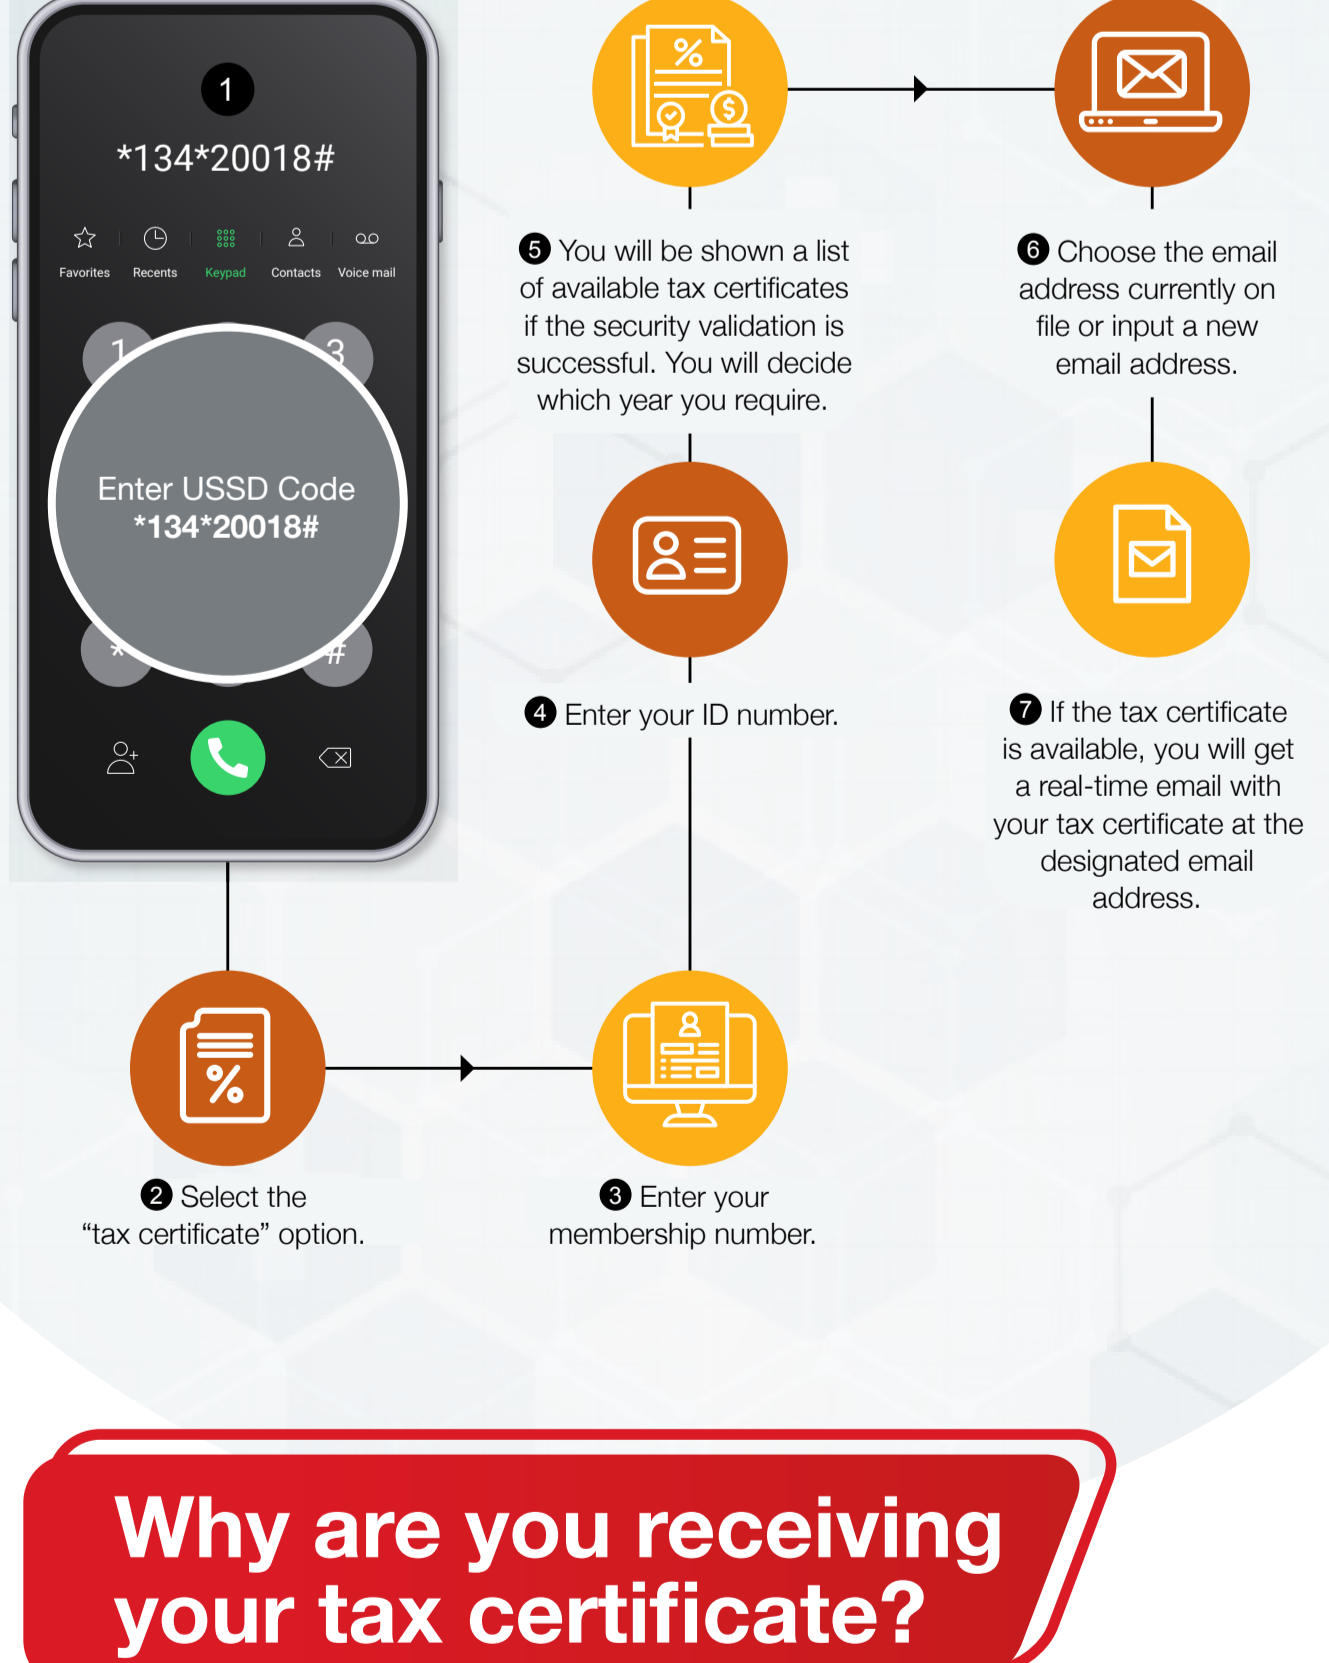 1
*134*20018#
Favorites
Recents
Keypad
Contacts
Voice mail
1
3
Enter USSD Code
*134*20018#
*
#
2 Select the
“tax certificate” option.
3 Enter your
membership number.
4 Enter your ID number.
5 You will be shown a list
of available tax certificates
if the security validation is
successful. You will decide
which year you require.
6 Choose the email
address currently on
file or input a new
email address.
7 If the tax certificate
is available, you will get
a real-time email with
your tax certificate at the
designated email
address.
Why are you receiving
your tax certificate?